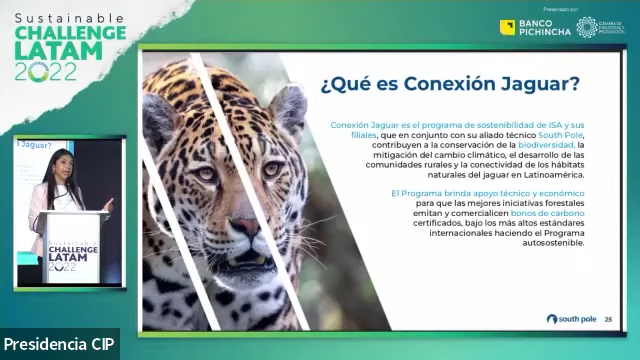 Sustainable
CHALLENGE
LATAM
2022
Presentado por:
BANCO
PICHINCHA
CÁMARA DE
INDUSTRIAS Y
PRODUCCIÓN
¿Qué es Conexión Jaguar?
Conexión Jaguar es el programa de sostenibilidad de ISA y sus
filiales, que en conjunto con su aliado técnico South Pole,
contribuyen a la conservación de la biodiversidad, la
mitigación del cambio climático, el desarrollo de las
comunidades rurales y la conectividad de los hábitats
naturales del jaguar en Latinoamérica.
El Programa brinda apoyo técnico y económico
para que las mejores iniciativas forestales
emitan y comercialicen bonos de carbono
certificados, bajo los más altos estándares
internacionales haciendo el Programa
autosostenible.
south pole
25
Jaguar?
Sustainable
CHALLENGE
LATAM
2022
Presidencia CIP